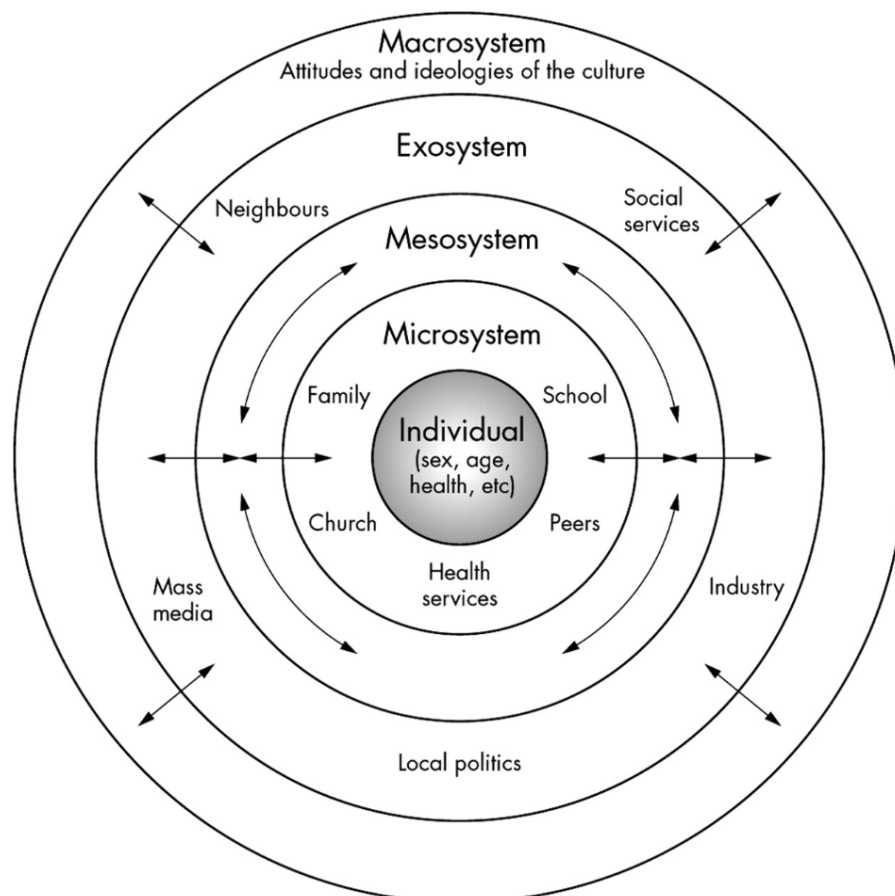 Macrosystem
Attitudes and ideologies of the culture
Exosystem
Neighbours
Social
services
Mesosystem
Microsystem
Family
School
Individual
(sex, age,
health, etc)
Church
Peers
Health
services
Mass
media
Industry
Local politics